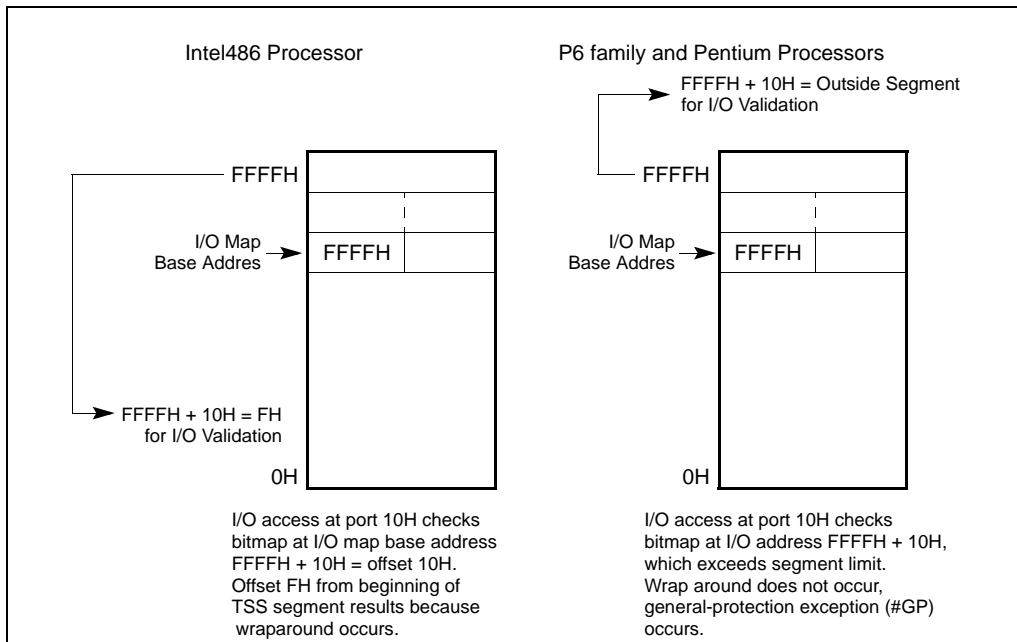 Intel486 Processor
FFFFH
I/O Map
Base Addres
FFFFH
FFFFH + 10H = FH
for I/O Validation
0H
I/O access at port 10H checks
bitmap at I/O map base address
FFFFH + 10H = offset 10H.
Offset FH from beginning of
TSS segment results because
wraparound occurs.
P6 family and Pentium Processors
FFFFH + 10H = Outside Segment
for I/O Validation
FFFFH
I/O Map
Base Addres
FFFFH
0H
I/O access at port 10H checks
bitmap at I/O address FFFFH + 10H,
which exceeds segment limit.
Wrap around does not occur,
general-protection exception (#GP)
occurs.